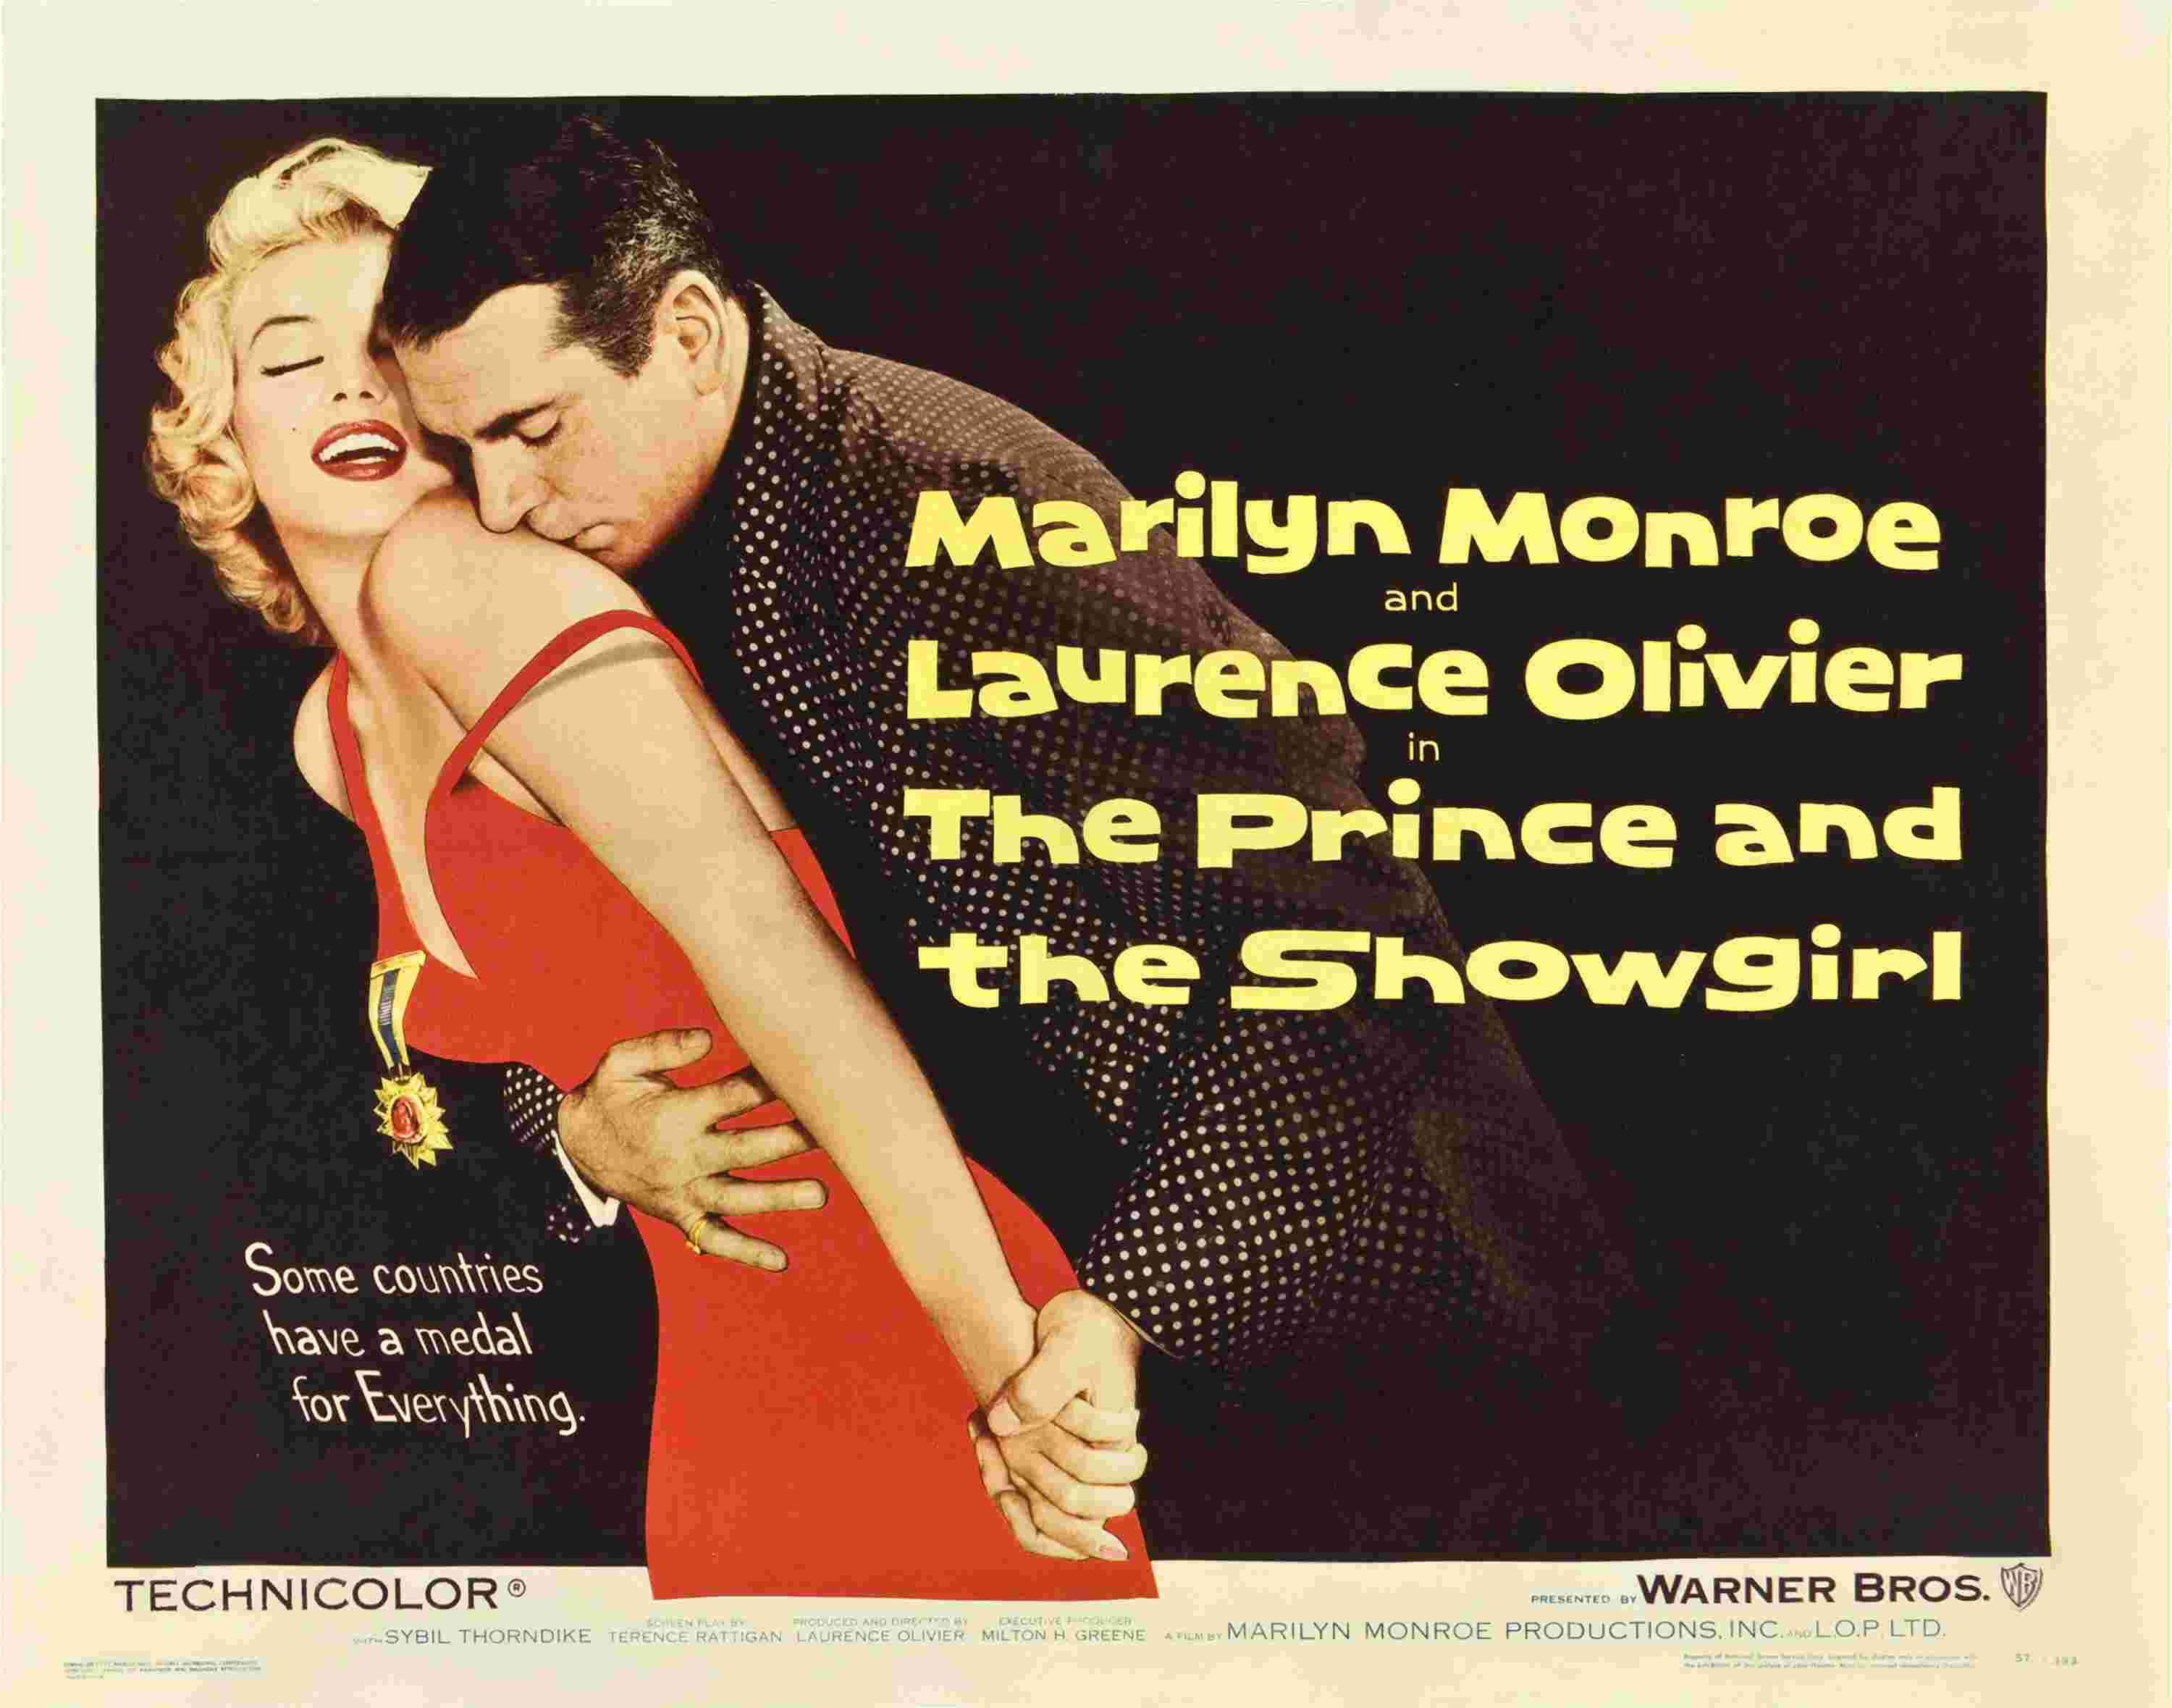 Marilyn Monroe
and
Laurence Olivier
in
The Prince and
the Showgirl
Some countries
have a medal
for Everything.
TECHNICOLOR®
PRESENTED BY WARNER BROS. WB
WITH SYBIL THORNDIKE
SCREEN PLAY BY
TERENCE RATTIGAN
PRODUCED AND DIRECTED BY
LAURENCE OLIVIER
EXECUTIVE PRODUCER
MILTON H. GREENE
A FILM BY MARILYN MONROE PRODUCTIONS, INC. AND L.O.P. LTD.
57